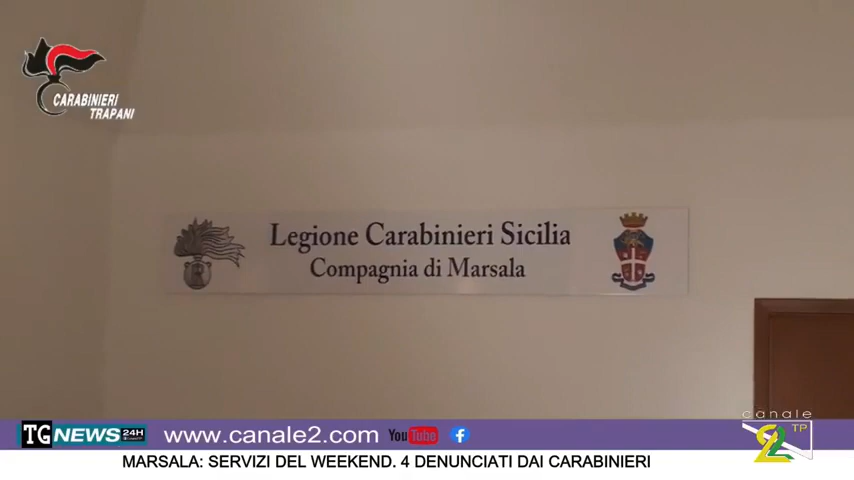 CARABINIERI
TRAPANI
Legione Carabinieri Sicilia
Compagnia di Marsala
TG NEWS 24H
www.canale2.com
YouTube
canale
2 TP
MARSALA: SERVIZI DEL WEEKEND. 4 DENUNCIATI DAI CARABINIERI